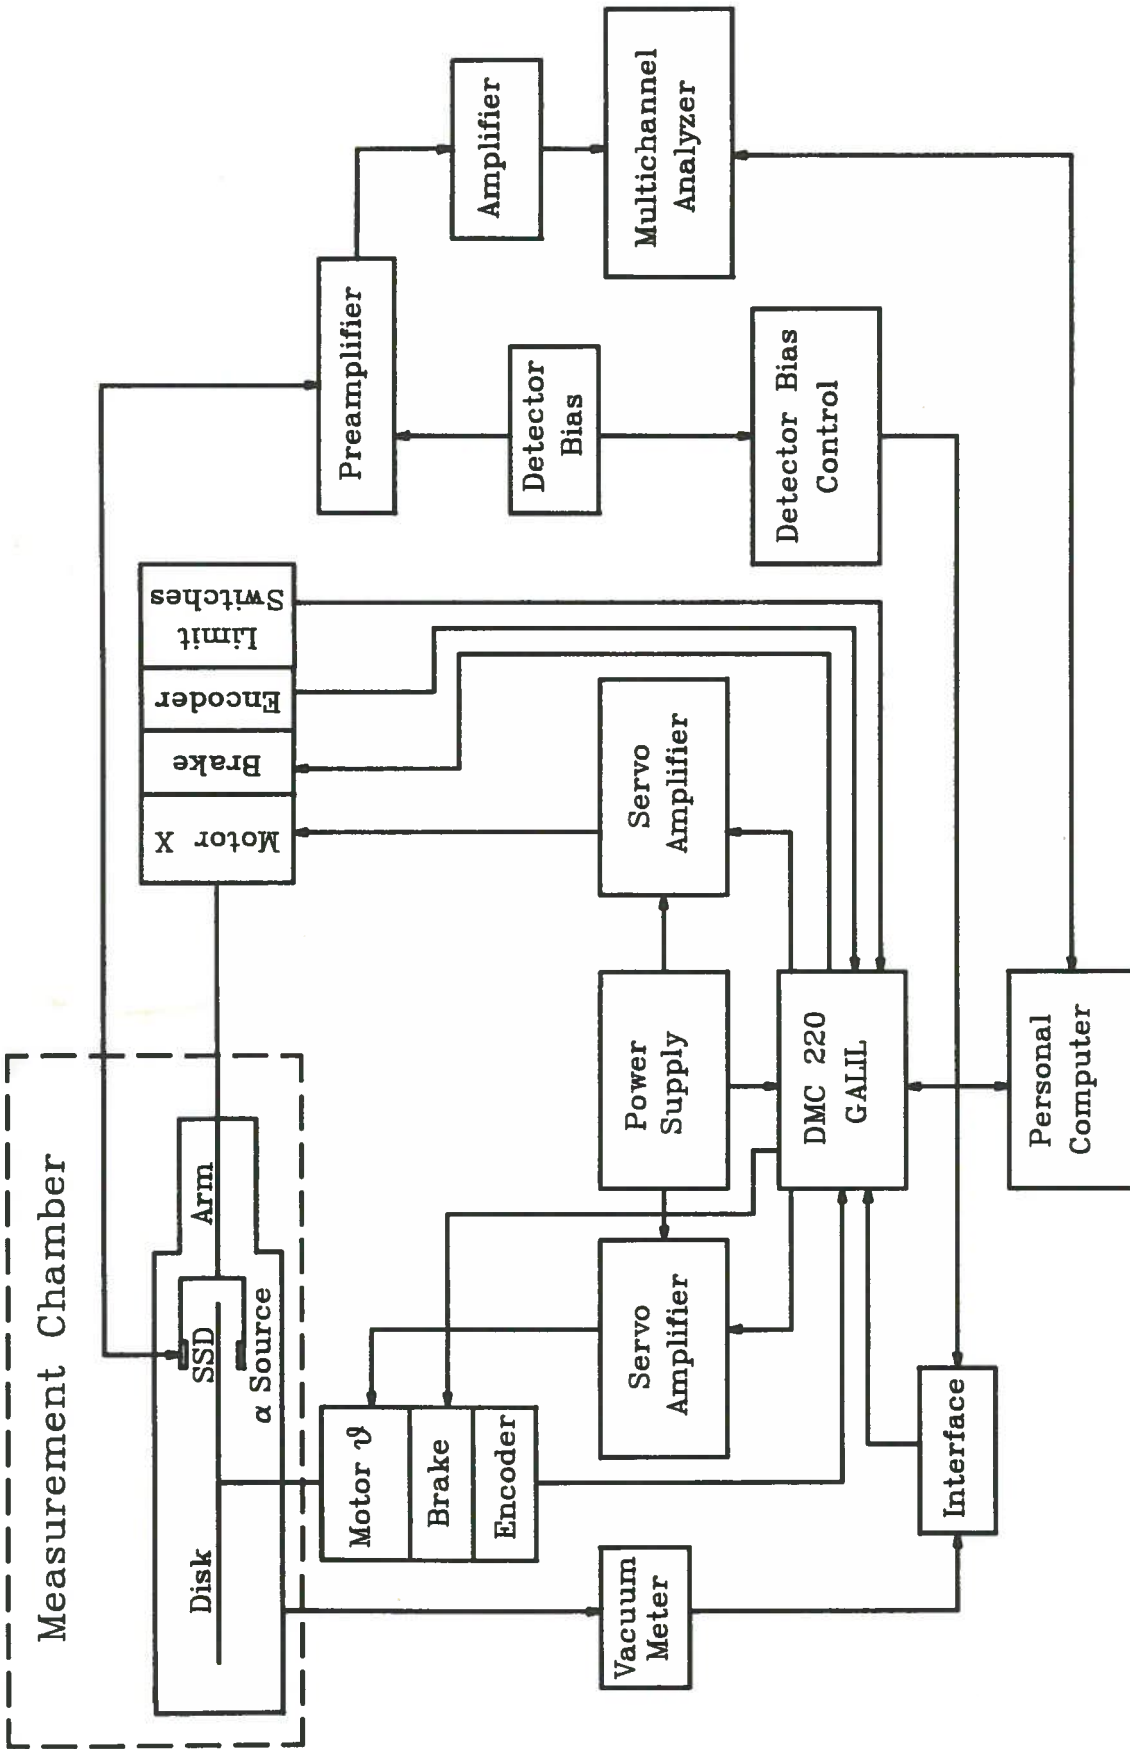 Measurement Chamber
Disk
SSD
α Source
Arm
Motor X
Brake
Encoder
Limit
Switches
Motor ϑ
Brake
Encoder
Preamplifier
Amplifier
Multichannel
Analyzer
Detector
Bias
Detector Bias
Control
Vacuum
Meter
Servo
Amplifier
Power
Supply
Servo
Amplifier
DMC 220
GALIL
Interface
Personal
Computer